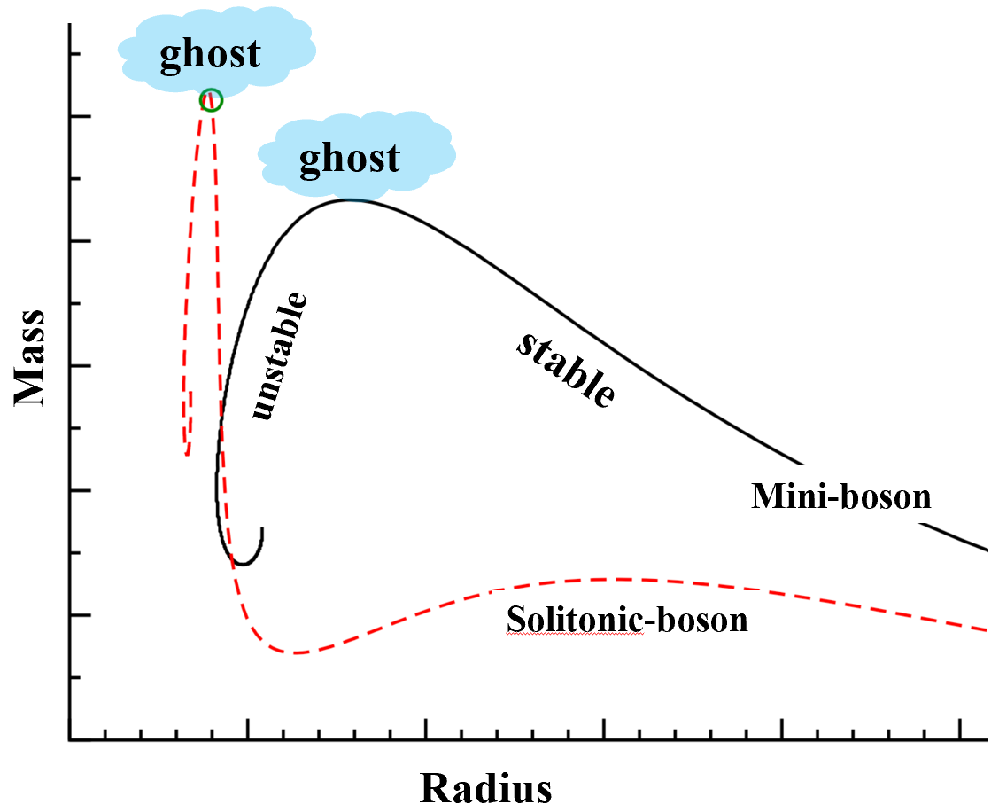 ghost
ghost
unstable
stable
Mass
Mini-boson
Solitonic-boson
Radius